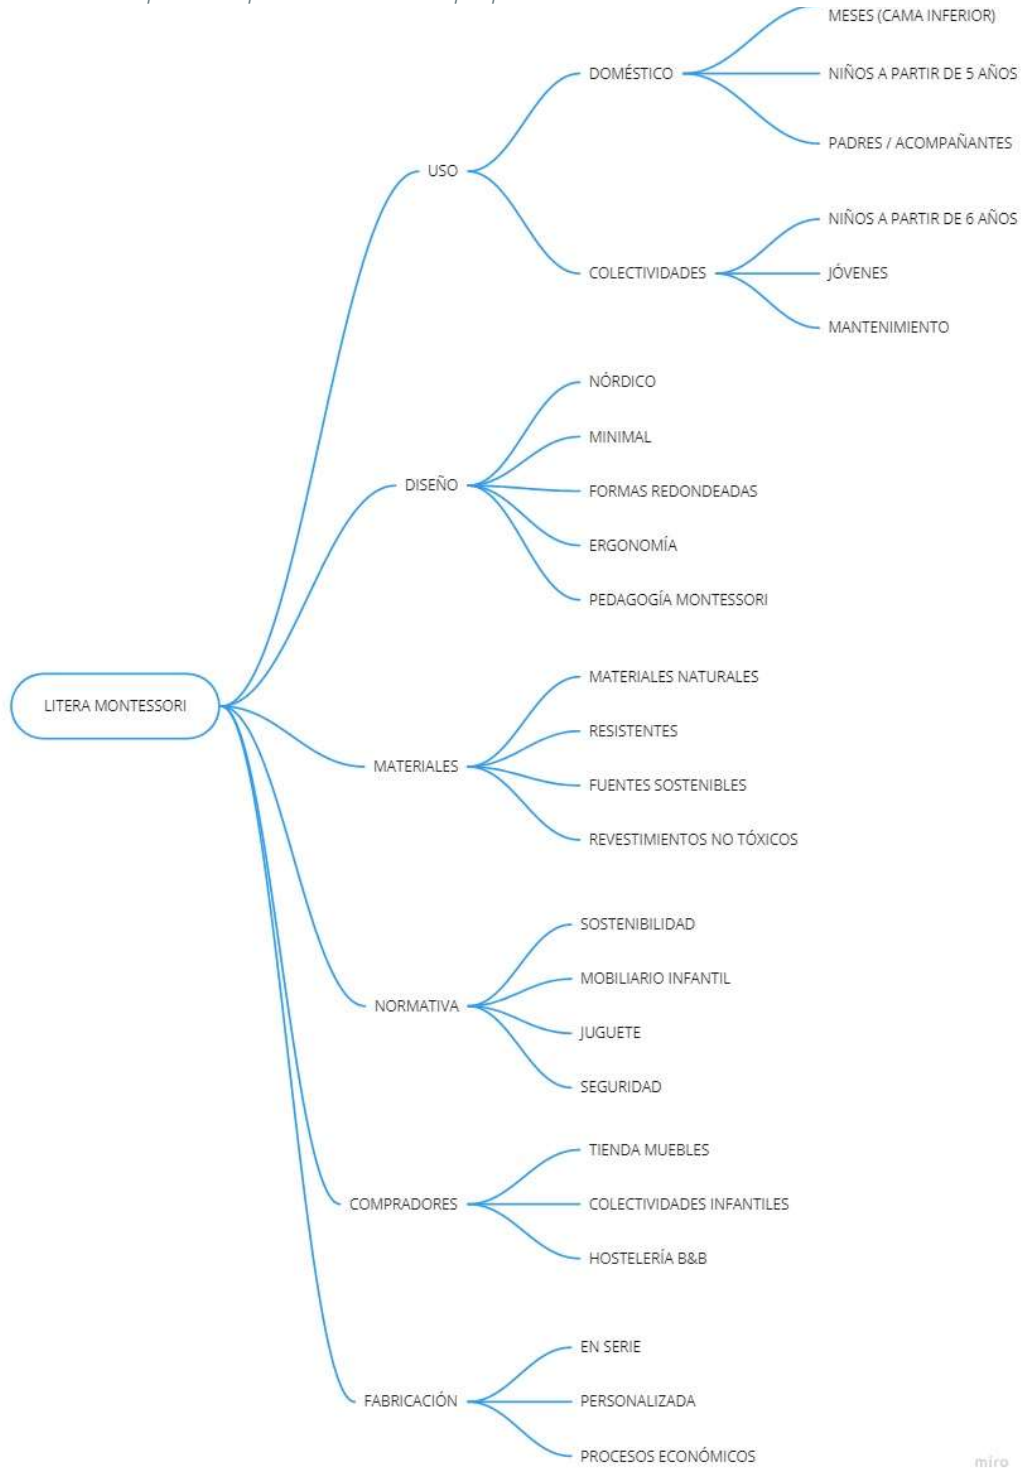 MESES (CAMA INFERIOR)
DOMÉSTICO
NIÑOS A PARTIR DE 5 AÑOS
PADRES / ACOMPAÑANTES
USO
NIÑOS A PARTIR DE 6 AÑOS
COLECTIVIDADES
JÓVENES
MANTENIMIENTO
NÓRDICO
MINIMAL
DISEÑO
FORMAS REDONDEADAS
ERGONOMÍA
PEDAGOGÍA MONTESSORI
LITERA MONTESSORI
MATERIALES NATURALES
RESISTENTES
MATERIALES
FUENTES SOSTENIBLES
REVESTIMIENTOS NO TÓXICOS
SOSTENIBILIDAD
MOBILIARIO INFANTIL
NORMATIVA
JUGUETE
SEGURIDAD
TIENDA MUEBLES
COMPRADORES
COLECTIVIDADES INFANTILES
HOSTELERÍA B&B
EN SERIE
FABRICACIÓN
PERSONALIZADA
PROCESOS ECONÓMICOS
miro